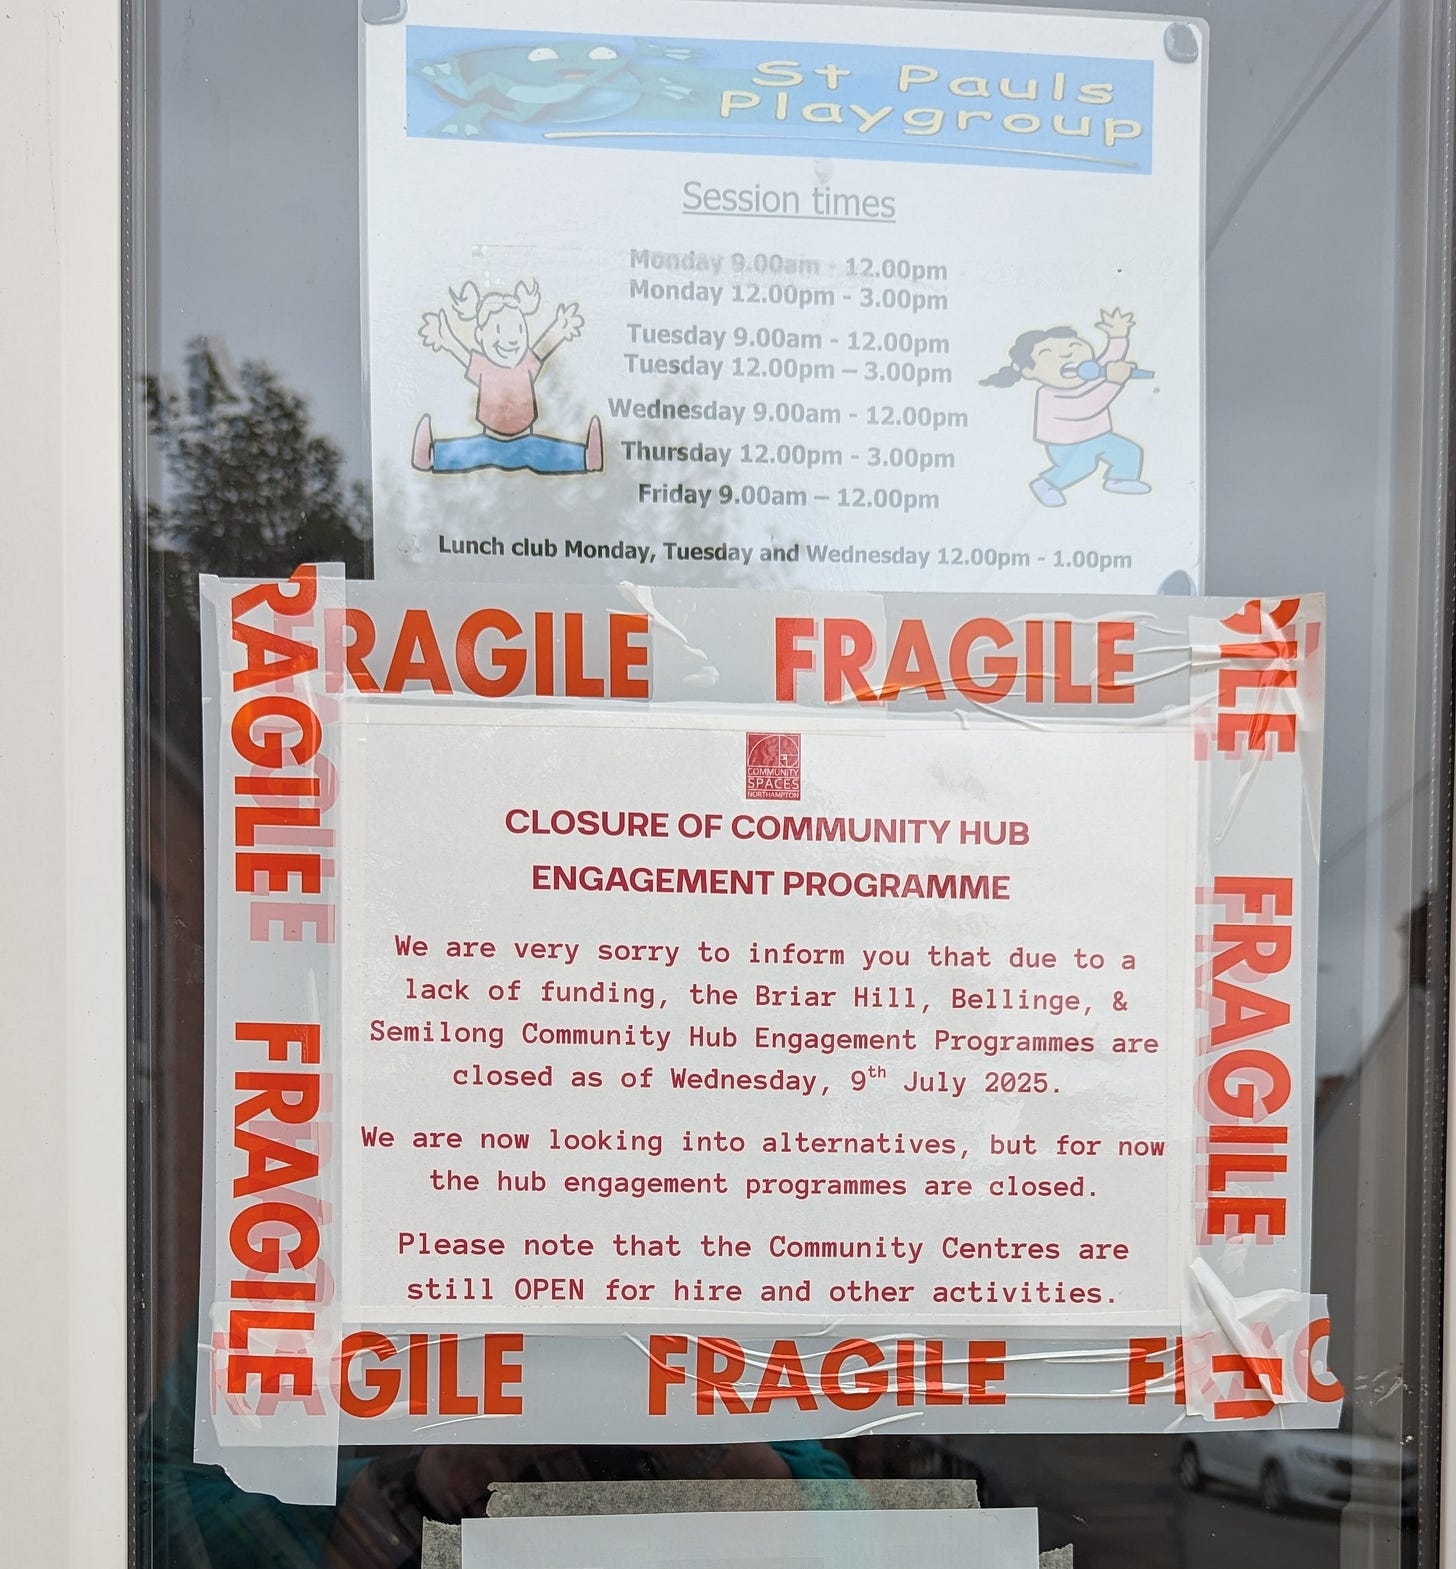 St Pauls
Playgroup
Session times
Monday 9.00am - 12.00pm
Monday 12.00pm - 3.00pm
Tuesday 9.00am - 12.00pm
Tuesday 12.00pm – 3.00pm
Wednesday 9.00am - 12.00pm
Thursday 12.00pm - 3.00pm
Friday 9.00am – 12.00pm
Lunch club Monday, Tuesday and Wednesday 12.00pm - 1.00pm
RAGILE FRAGILE
RAGILE
FRAGILE
GILE
FRAGILE
COMMUNITY
SPACES
NORTHAMPTON
CLOSURE OF COMMUNITY HUB
ENGAGEMENT PROGRAMME
We are very sorry to inform you that due to a
lack of funding, the Briar Hill, Bellinge, &
Semilong Community Hub Engagement Programmes are
closed as of Wednesday, 9th July 2025.
We are now looking into alternatives, but for now
the hub engagement programmes are closed.
Please note that the Community Centres are
still OPEN for hire and other activities.
GILE FRAGILE FR